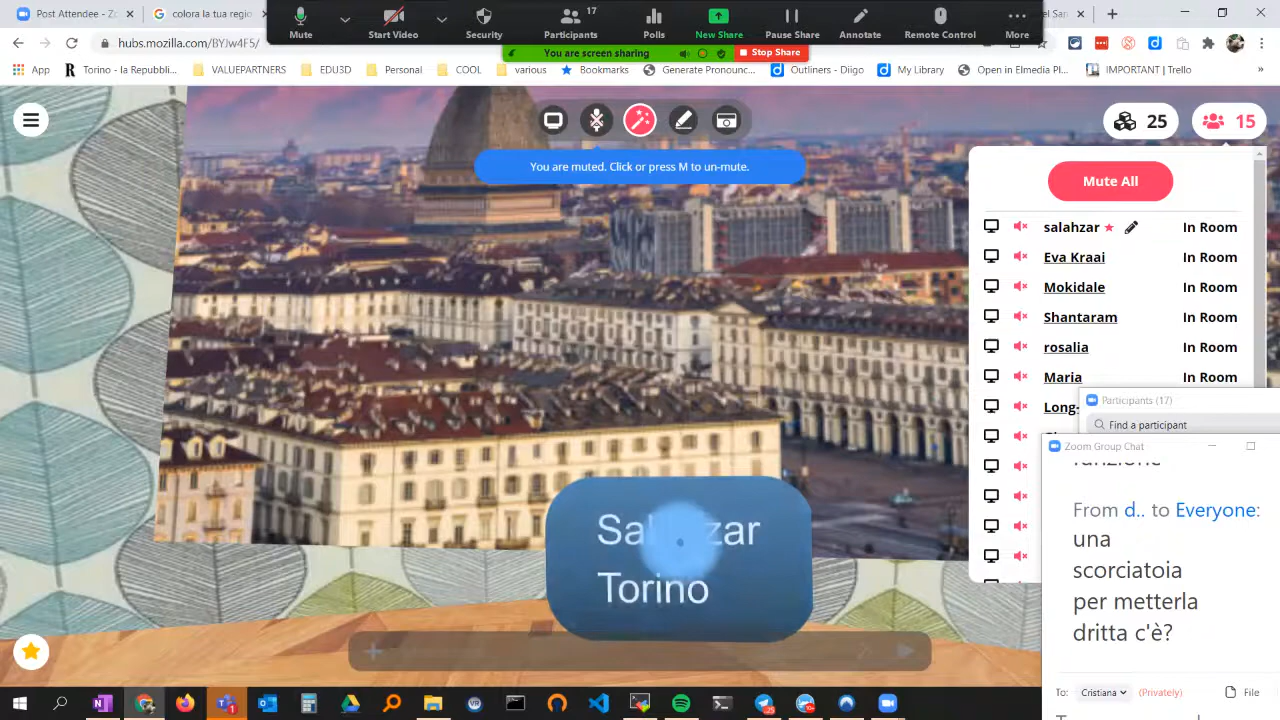 Post Attendee - Zo
colora la tua regio
Mute
Start Video
Security
Participants
17
Polls
New Share
Pause Share
Annotate
Remote Control
More
You are screen sharing
Stop Share
hubs.mozilla.com/BYJw4F5/
App
Torino - la Repubbli...
VALUEPARTNERS
EDU3D
Personal
COOL
various
Bookmarks
Generate Pronounc...
Outliners - Diigo
My Library
Open in Elmedia Pl...
IMPORTANT | Trello
»
25
15
You are muted. Click or press M to un-mute.
Mute All
salahzar
In Room
Eva Kraai
In Room
Mokidale
In Room
Shantaram
In Room
rosalia
In Room
Maria
In Room
Long-
Participants (17)
Find a participant
Zoom Group Chat
funzione
From d.. to Everyone:
una
scorciatoia
per metterla
dritta c'è?
To:
Cristiana
(Privately)
File
Salahzar
Torino